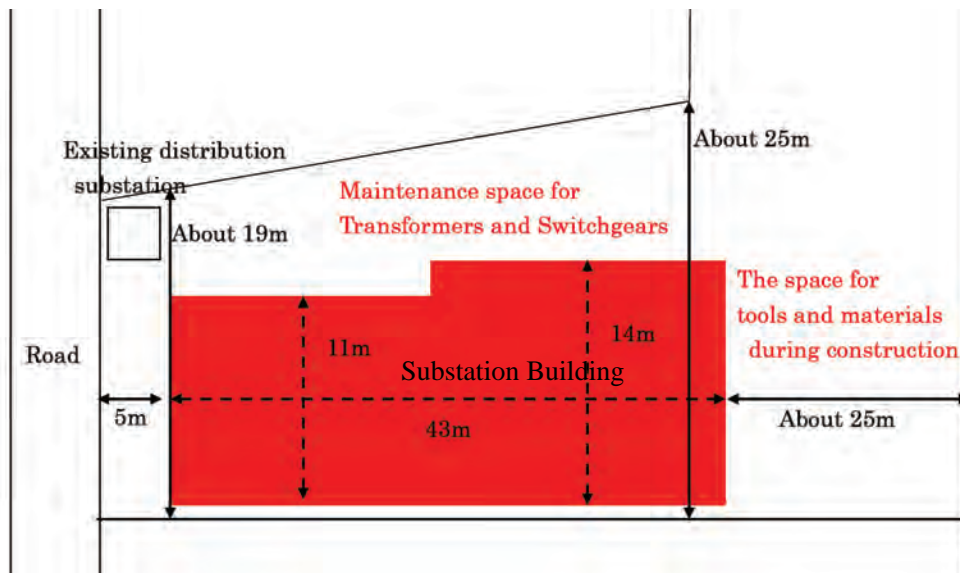 About 25m
Existing distribution
substation
Maintenance space for
Transformers and Switchgears
About 19m
The space for
tools and materials
during construction
11m
14m
Road
Substation Building
5m
43m
About 25m